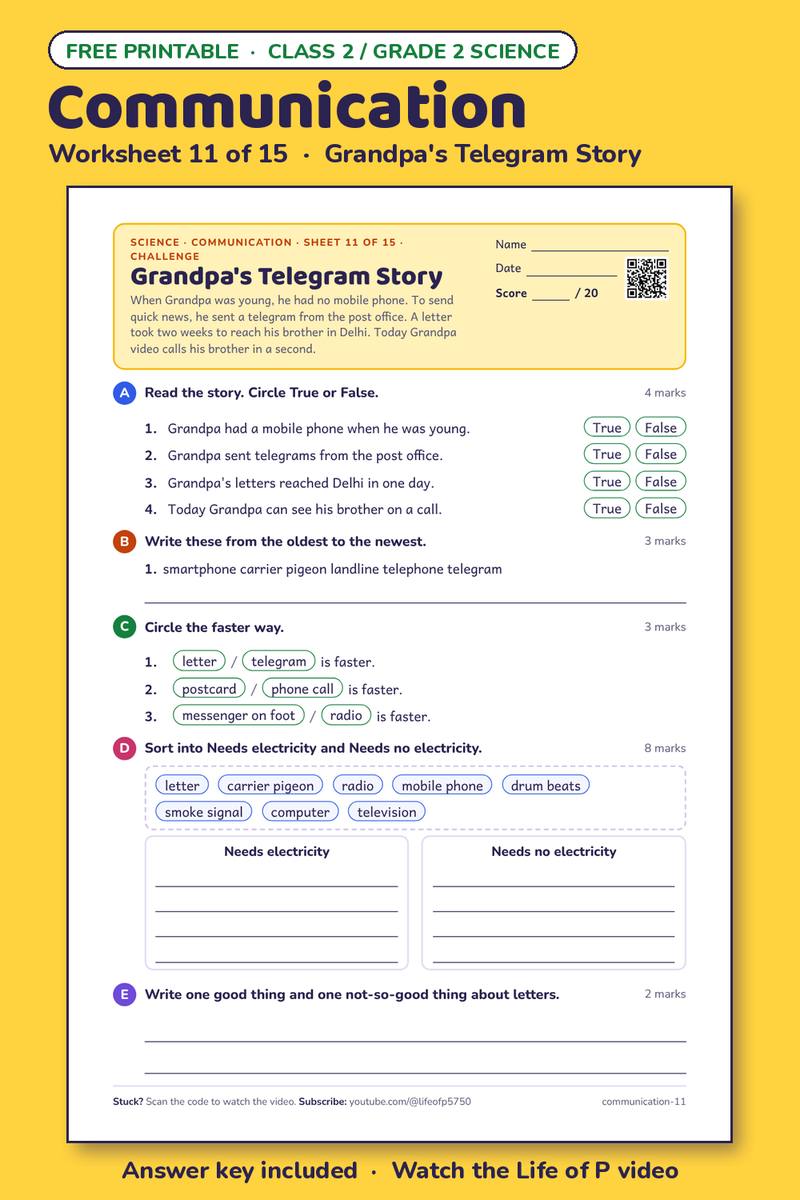 FREE PRINTABLE · CLASS 2 / GRADE 2 SCIENCE
Communication
Worksheet 11 of 15 · Grandpa's Telegram Story
SCIENCE · COMMUNICATION · SHEET 11 OF 15 ·
CHALLENGE
Grandpa's Telegram Story
When Grandpa was young, he had no mobile phone. To send
quick news, he sent a telegram from the post office. A letter
took two weeks to reach his brother in Delhi. Today Grandpa
video calls his brother in a second.
Name
Date
Score / 20
A Read the story. Circle True or False. 4 marks
1. Grandpa had a mobile phone when he was young. True False
2. Grandpa sent telegrams from the post office. True False
3. Grandpa's letters reached Delhi in one day. True False
4. Today Grandpa can see his brother on a call. True False
B Write these from the oldest to the newest. 3 marks
1. smartphone carrier pigeon landline telephone telegram
C Circle the faster way. 3 marks
1. letter / telegram is faster.
2. postcard / phone call is faster.
3. messenger on foot / radio is faster.
D Sort into Needs electricity and Needs no electricity. 8 marks
letter carrier pigeon radio mobile phone drum beats
smoke signal computer television
Needs electricity Needs no electricity
E Write one good thing and one not-so-good thing about letters. 2 marks
Stuck? Scan the code to watch the video. Subscribe: youtube.com/@lifeofp5750 communication-11
Answer key included · Watch the Life of P video